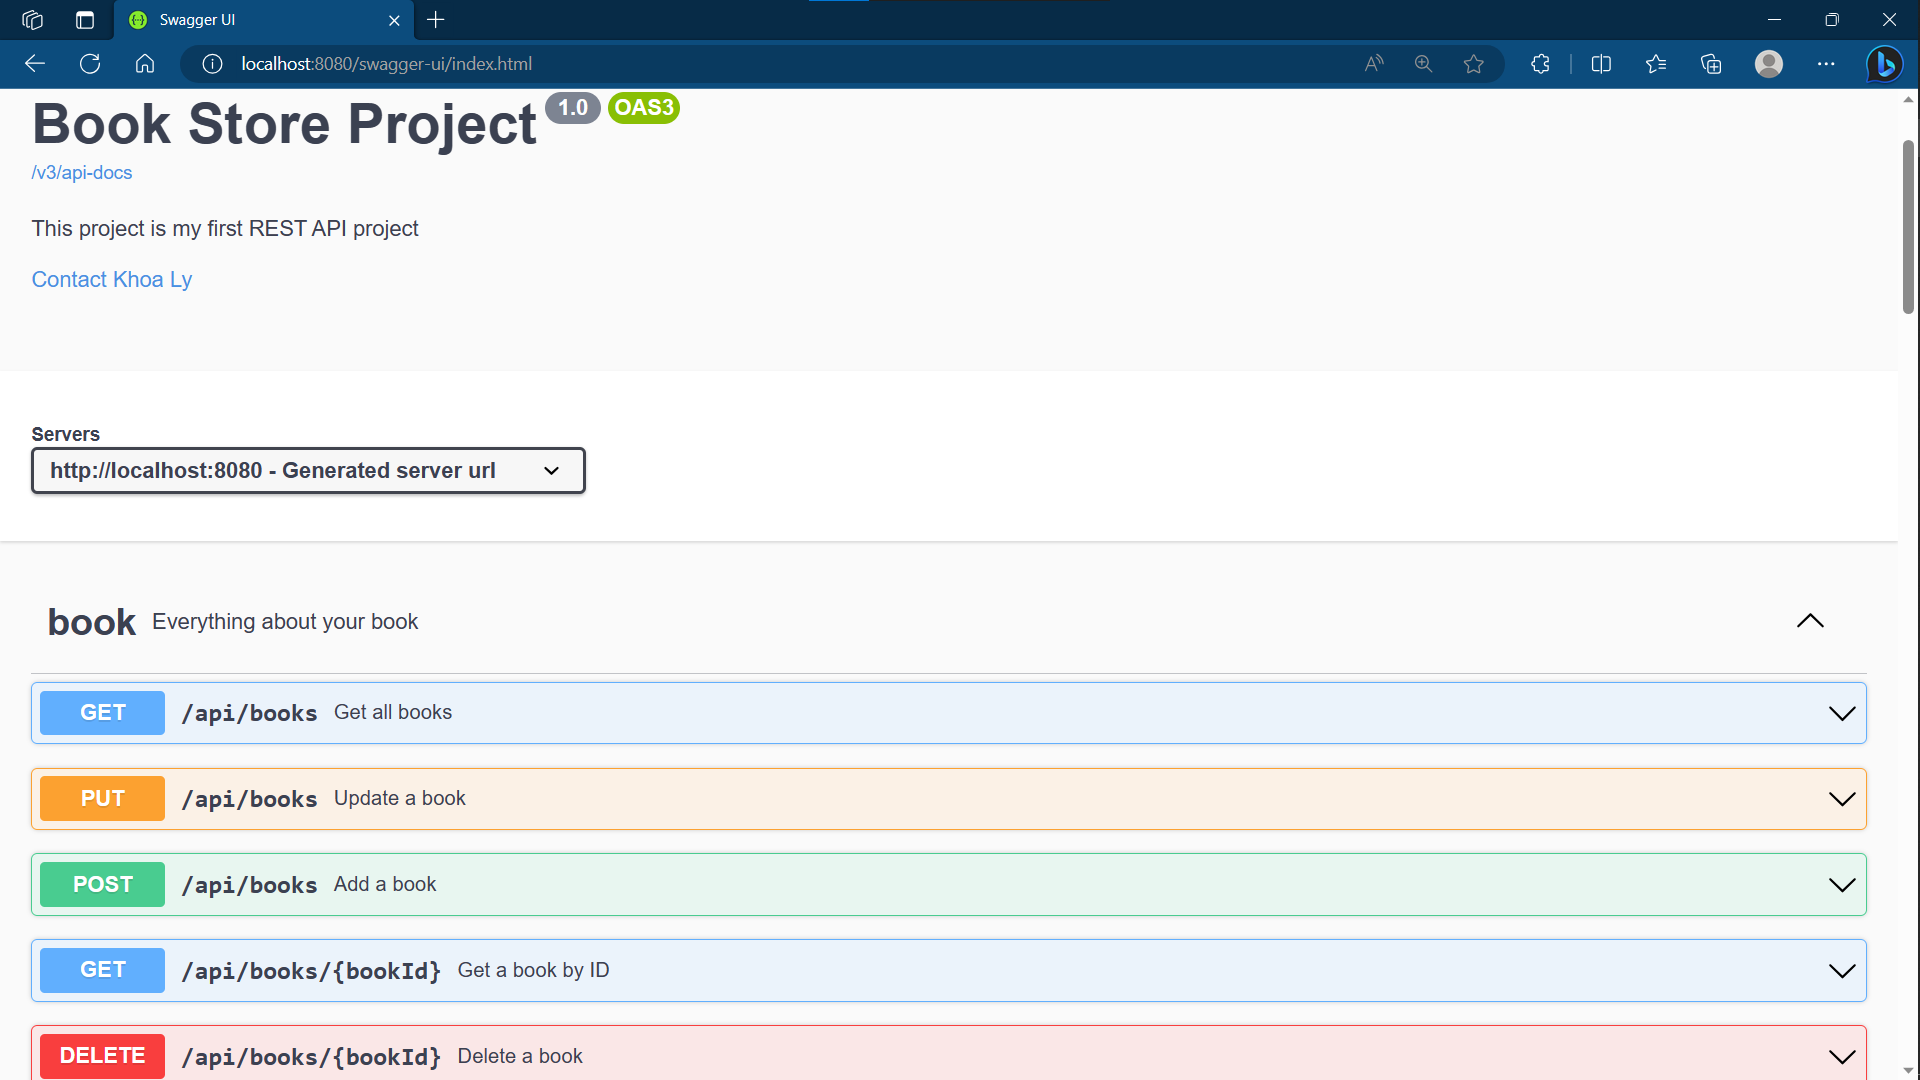 Swagger UI
localhost:8080/swagger-ui/index.html
Book Store Project 1.0 OAS3
/v3/api-docs
This project is my first REST API project
Contact Khoa Ly
Servers
http://localhost:8080 - Generated server url
book Everything about your book
GET /api/books Get all books
PUT /api/books Update a book
POST /api/books Add a book
GET /api/books/{bookId} Get a book by ID
DELETE /api/books/{bookId} Delete a book